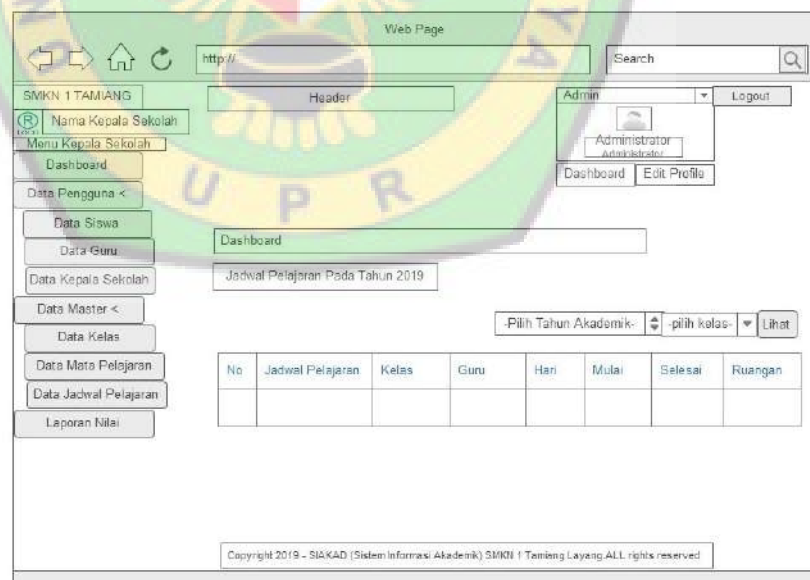 Web Page
http://
Search
SMKN 1 TAMIANG
Header
Admin
Logout
Nama Kepala Sekolah
Menu Kepala Sekolah
Administrator
Administrator
Dashboard
Edit Profile
Dashboard
Data Pengguna <
Data Siswa
Data Guru
Data Kepala Sekolah
Data Master <
Data Kelas
Data Mata Pelajaran
Data Jadwal Pelajaran
Laporan Nilai
Dashboard
Jadwal Pelajaran Pada Tahun 2019
-Pilih Tahun Akademik- -pilih kelas- Lihat
No Jadwal Pelajaran Kelas Guru Hari Mulai Selesai Ruangan
Copyright 2019 - SIAKAD (Sistem Informasi Akademik) SMKN 1 Tamiang Layang.ALL rights reserved
UPR